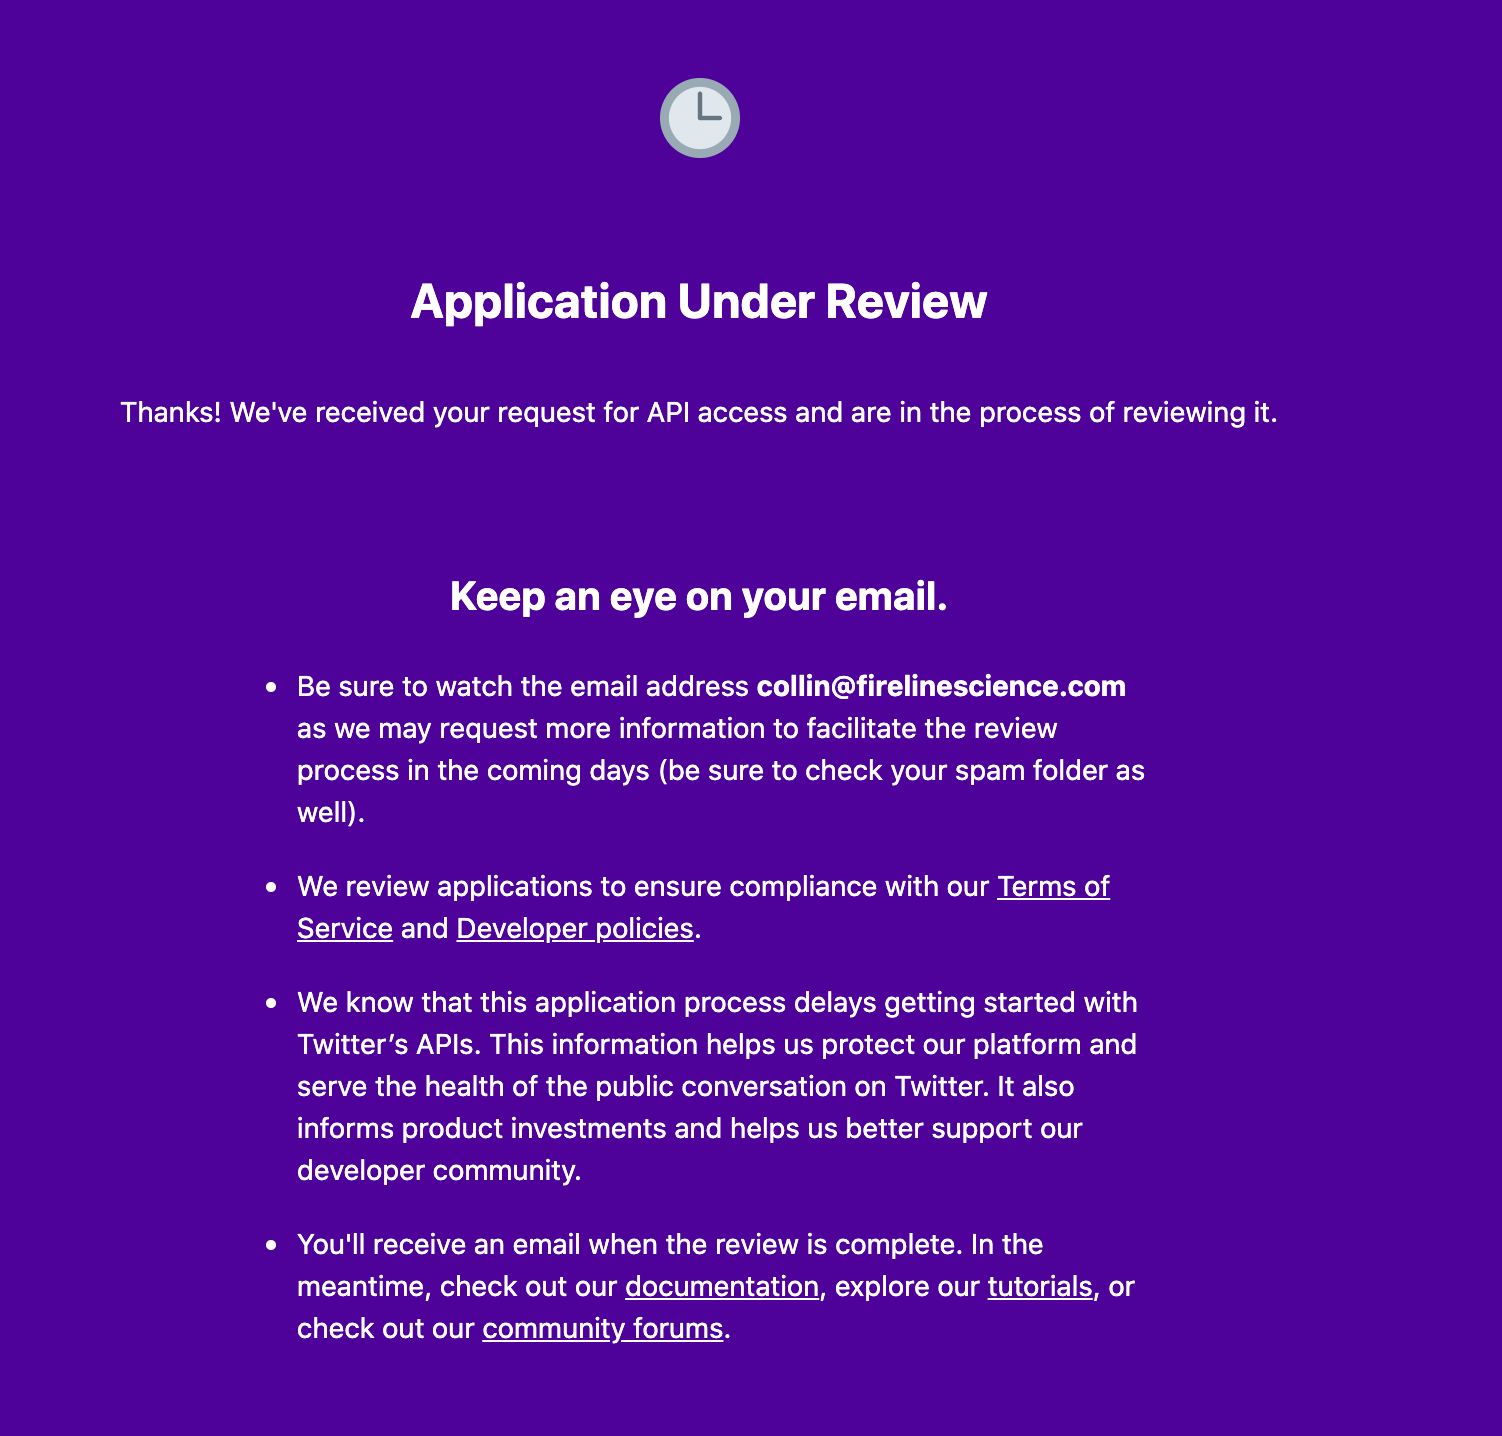 Application Under Review
Thanks! We've received your request for API access and are in the process of reviewing it.
Keep an eye on your email.
• Be sure to watch the email address collin@firelinescience.com
as we may request more information to facilitate the review
process in the coming days (be sure to check your spam folder as
well).
• We review applications to ensure compliance with our Terms of
Service and Developer policies.
• We know that this application process delays getting started with
Twitter’s APIs. This information helps us protect our platform and
serve the health of the public conversation on Twitter. It also
informs product investments and helps us better support our
developer community.
• You'll receive an email when the review is complete. In the
meantime, check out our documentation, explore our tutorials, or
check out our community forums.